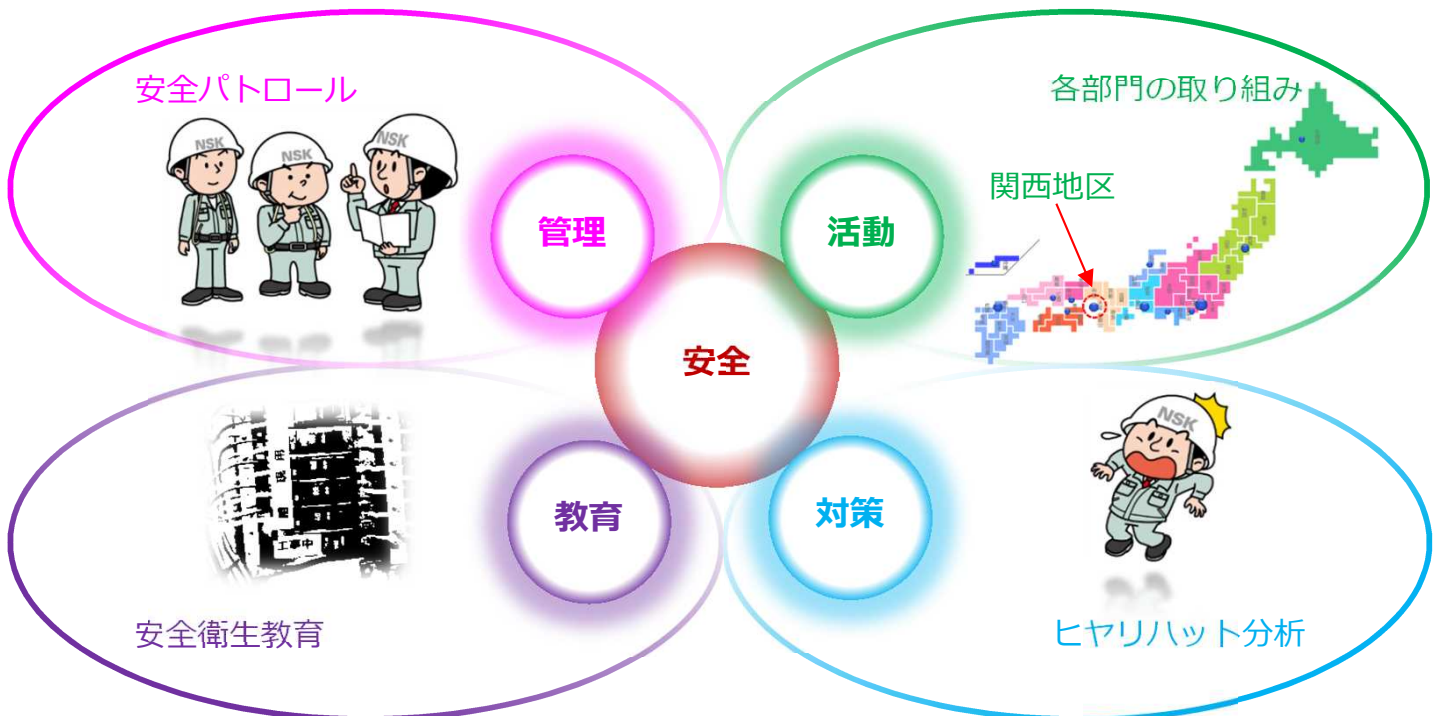 安全パトロール
各部門の取り組み
NSK
NSK
NSK
関西地区
管理
活動
安全
教育
対策
NSK
工事中
安全衛生教育
ヒヤリハット分析